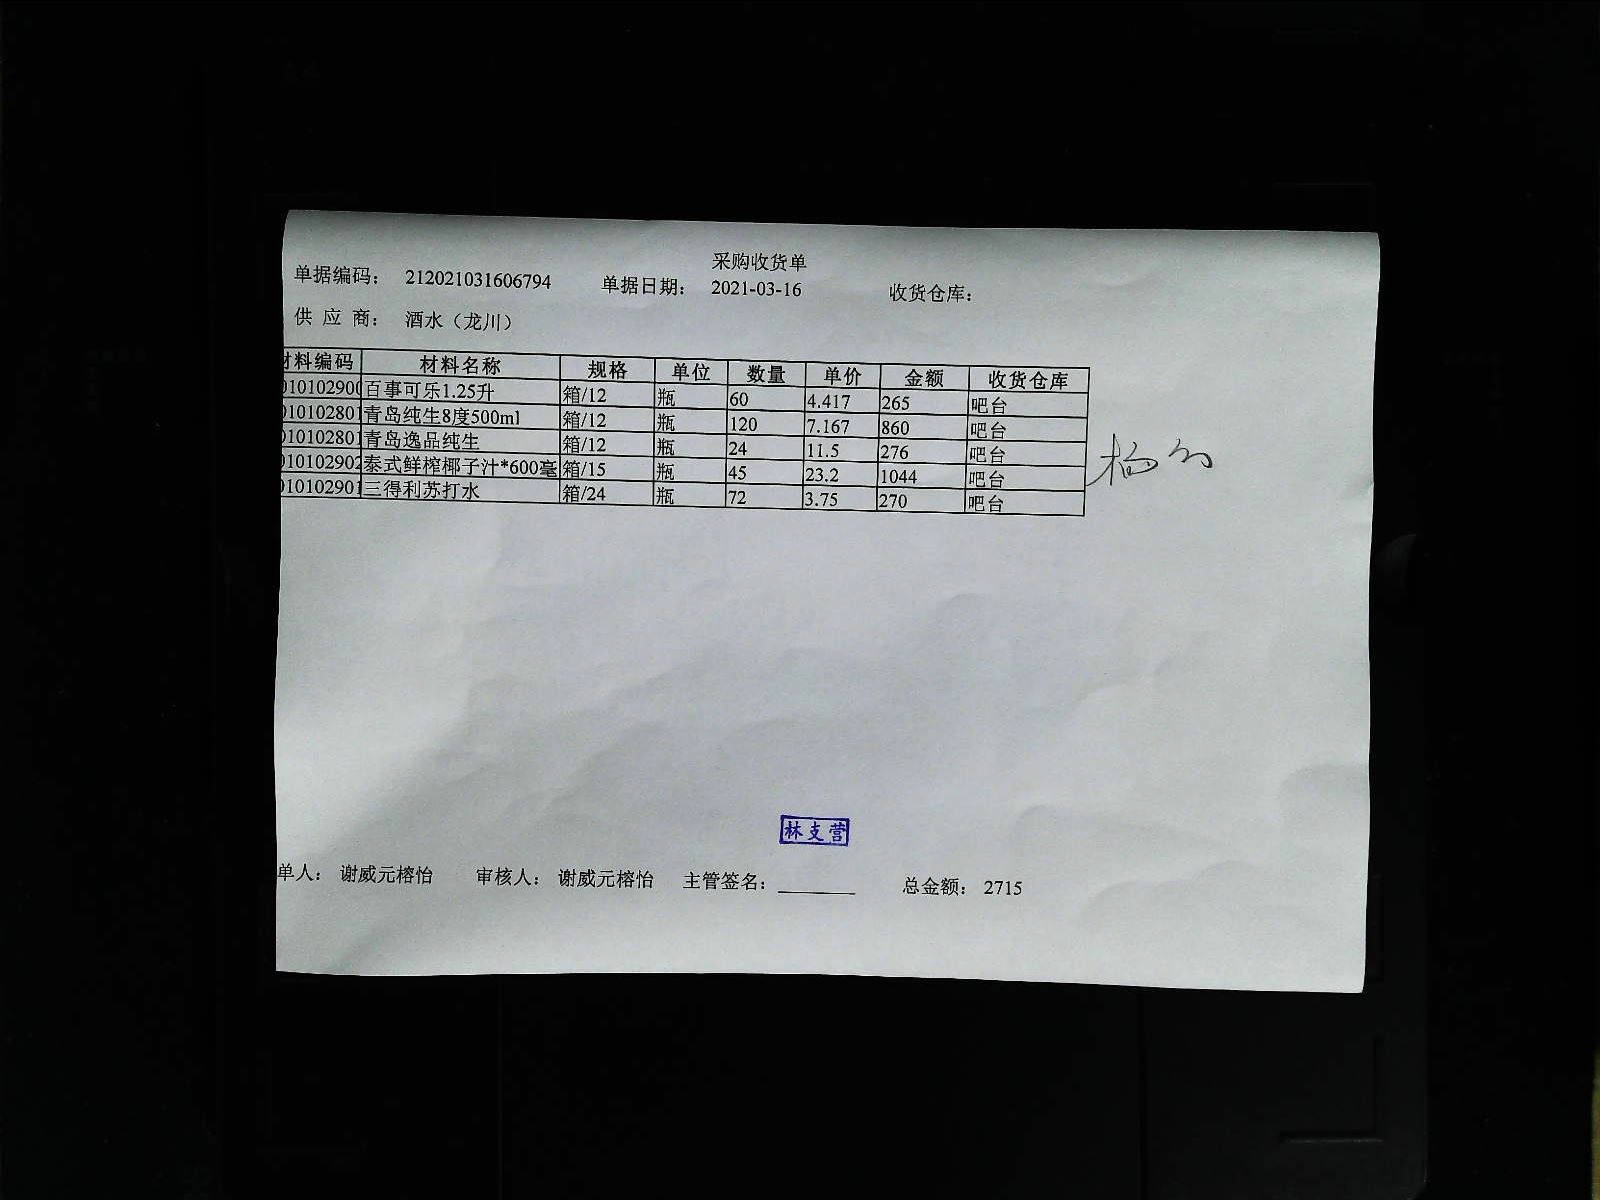 采购收货单
单据编码： 212021031606794 单据日期： 2021-03-16 收货仓库：
供 应 商： 酒水（龙川）
材料编码 材料名称 规格 单位 数量 单价 金额 收货仓库
010102900 百事可乐1.25升 箱/12 瓶 60 4.417 265 吧台
010102801 青岛纯生8度500ml 箱/12 瓶 120 7.167 860 吧台
010102801 青岛逸品纯生 箱/12 瓶 24 11.5 276 吧台
010102902 泰式鲜榨椰子汁*600毫 箱/15 瓶 45 23.2 1044 吧台
010102901 三得利苏打水 箱/24 瓶 72 3.75 270 吧台
林支营
单人： 谢威元榕怡 审核人： 谢威元榕怡 主管签名： 总金额： 2715